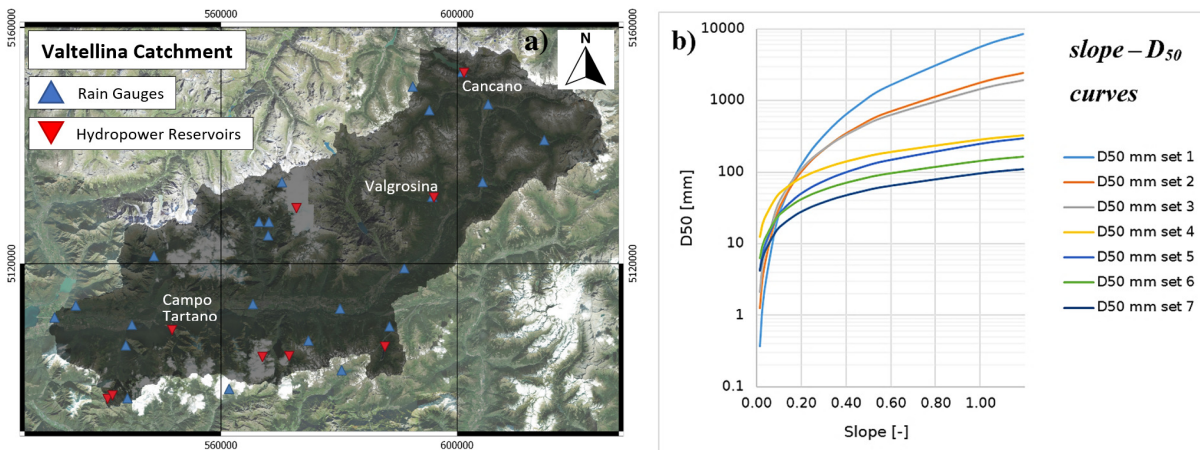 560000
600000
5160000
5160000
Valtellina Catchment
a)
N
Rain Gauges
Hydropower Reservoirs
Cancano
Valgrosina
5120000
5120000
Campo
Tartano
560000
600000
b)
slope – D50
curves
D50 [mm]
10000
1000
100
10
1
0.1
0.00 0.20 0.40 0.60 0.80 1.00
Slope [-]
D50 mm set 1
D50 mm set 2
D50 mm set 3
D50 mm set 4
D50 mm set 5
D50 mm set 6
D50 mm set 7